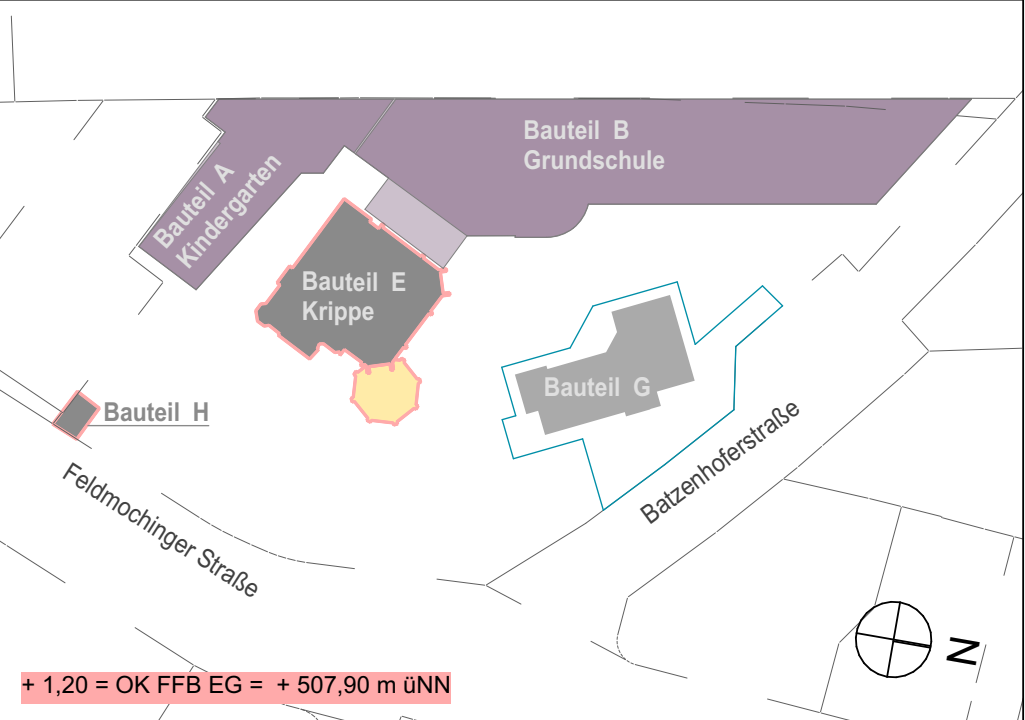 Bauteil B
Grundschule
Bauteil A
Kindergarten
Bauteil E
Krippe
Bauteil G
Bauteil H
Batzenhoferstraße
Feldmochinger Straße
N
+ 1,20 = OK FFB EG = + 507,90 m üNN